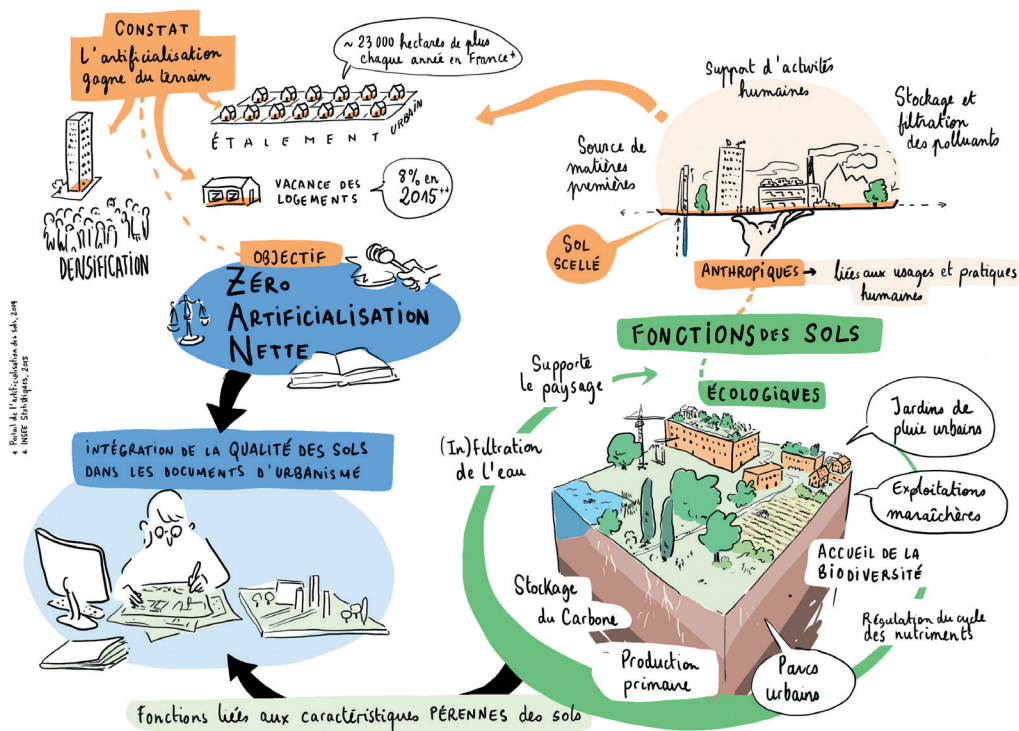 CONSTAT
L'artificialisation
gagne du terrain
~ 23 000 hectares de plus
chaque année en France+
ÉTALEMENT URBAIN
VACANCE DES
LOGEMENTS
8% en
2015++
DENSIFICATION
OBJECTIF
ZÉRO
ARTIFICIALISATION
NETTE
+ Portail de l'artificialisation des sols, 2019
INSEE Statistiques, 2015
INTÉGRATION DE LA QUALITÉ DES SOLS
DANS LES DOCUMENTS D'URBANISME
Fonctions liées aux caractéristiques PÉRENNES des sols
Support d'activités
humaines
Stockage et
filtration
des polluants
Source de
matières
premières
SOL
SCELLÉ
ANTHROPIQUES → liées aux usages et pratiques
humaines
FONCTIONS DES SOLS
ÉCOLOGIQUES
Supporte
le paysage
(In)Filtration
de l'eau
Jardins de
pluie urbains
Exploitations
maraîchères
ACCUEIL DE LA
BIODIVERSITÉ
Stockage
du Carbone
Régulation du cycle
des nutriments
Production
primaire
Parcs
urbains